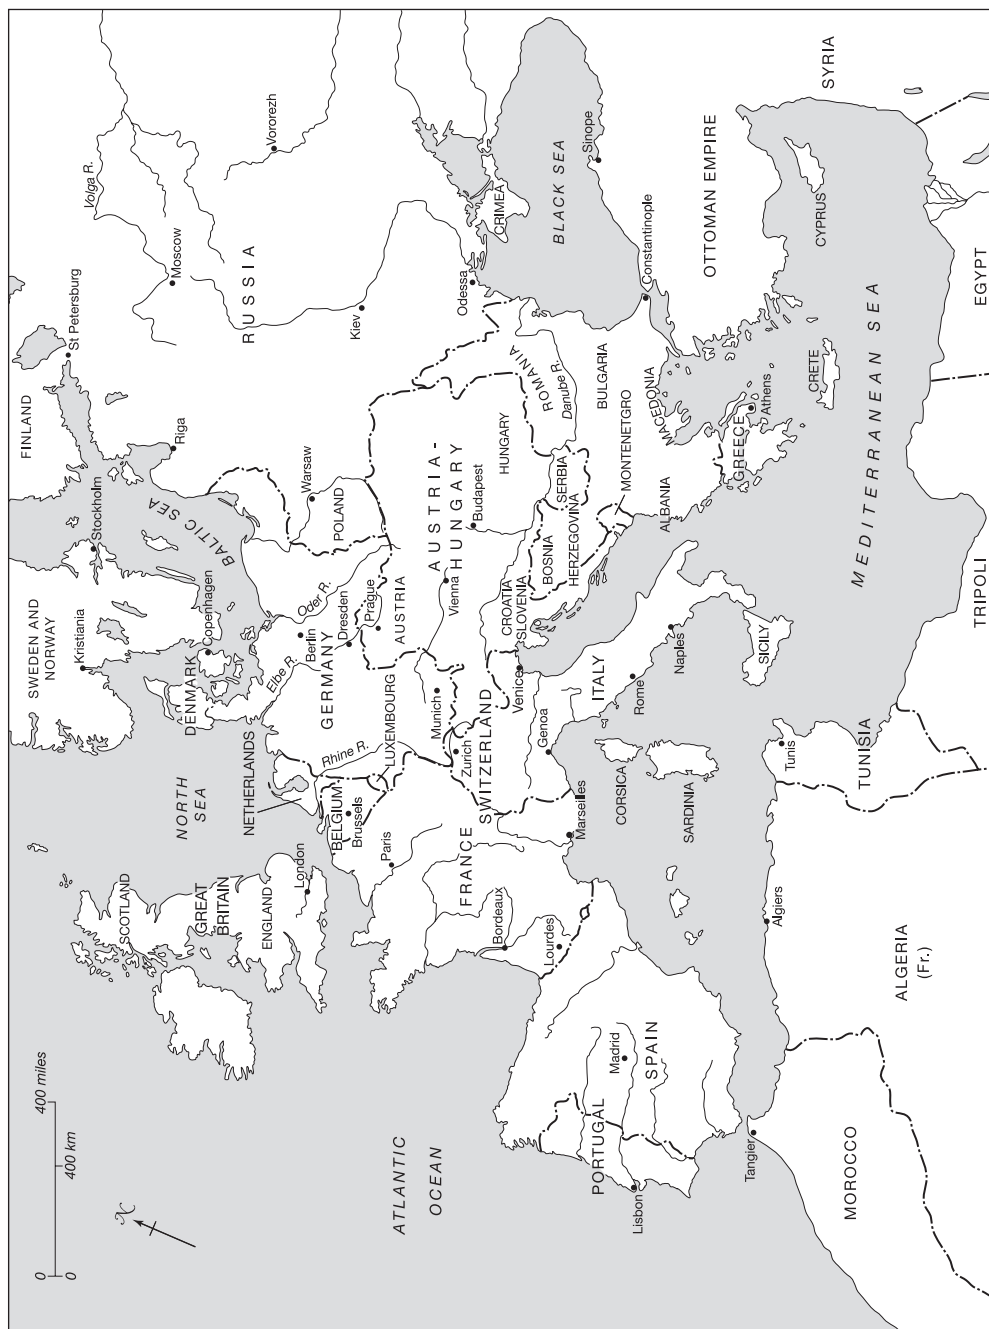 0 400 miles
0 400 km
N
SWEDEN AND
NORWAY
Kristiania
Stockholm
FINLAND
St Petersburg
Volga R.
SCOTLAND
NORTH
SEA
DENMARK
Copenhagen
BALTIC SEA
Riga
Moscow
GREAT
BRITAIN
ENGLAND
London
NETHERLANDS
Elbe R.
Berlin
Oder R.
Warsaw
RUSSIA
Vororezh
BELGIUM
Brussels
Rhine R.
GERMANY
Dresden
POLAND
Kiev
LUXEMBOURG
Prague
Paris
ATLANTIC
OCEAN
AUSTRIA
Munich
Vienna
AUSTRIA-
HUNGARY
FRANCE
Zurich
SWITZERLAND
Budapest
HUNGARY
Odessa
CRIMEA
Bordeaux
Lourdes
Venice
CROATIA
SLOVENIA
BOSNIA
HERZEGOVINA
SERBIA
ROMANIA
Danube R.
BLACK SEA
Sinope
Genoa
Marseilles
ITALY
MONTENETGRO
BULGARIA
PORTUGAL
Lisbon
Madrid
SPAIN
CORSICA
Rome
Naples
ALBANIA
MACEDONIA
Constantinople
SARDINIA
OTTOMAN EMPIRE
GREECE
Athens
SICILY
CRETE
CYPRUS
SYRIA
Tangier
Algiers
Tunis
MEDITERRANEAN SEA
MOROCCO
ALGERIA
(Fr.)
TUNISIA
TRIPOLI
EGYPT